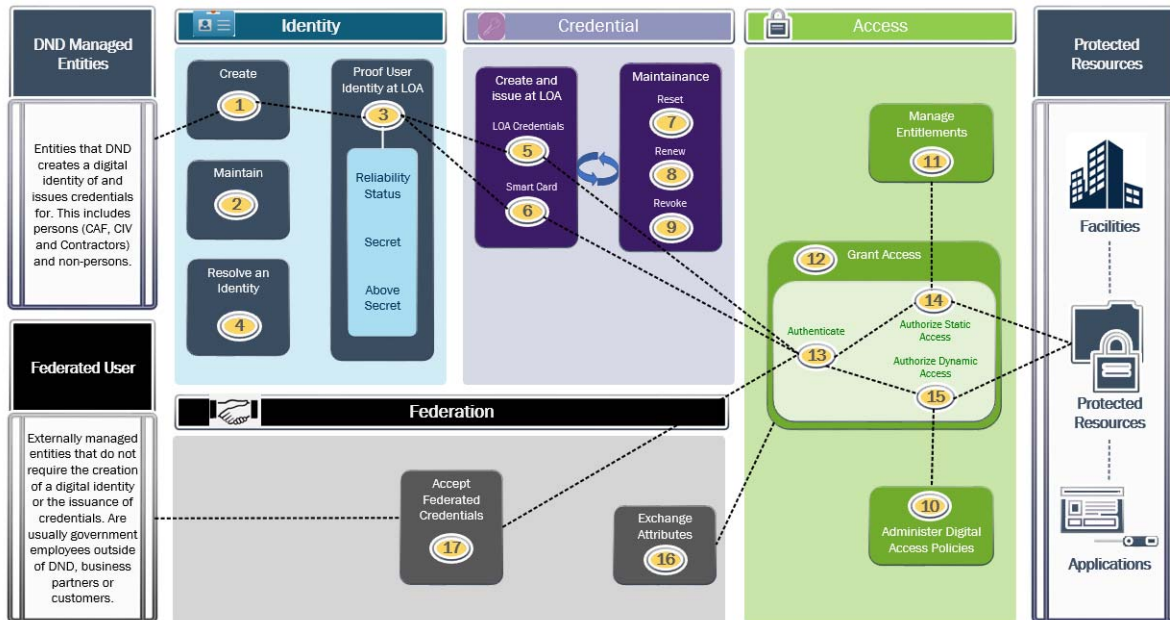 DND Managed
Entities
Entities that DND
creates a digital
identity of and
issues credentials
for. This includes
persons (CAF, CIV
and Contractors)
and non-persons.
Federated User
Externally managed
entities that do not
require the creation
of a digital identity
or the issuance of
credentials. Are
usually government
employees outside
of DND, business
partners or
customers.
Identity
Create
1
Maintain
2
Resolve an
Identity
4
Proof User
Identity at LOA
3
Reliability
Status
Secret
Above
Secret
Credential
Create and
issue at LOA
LOA Credentials
5
Smart Card
6
Maintainance
Reset
7
Renew
8
Revoke
9
Access
Manage
Entitlements
11
12
Grant Access
Authenticate
13
14
Authorize Static
Access
Authorize Dynamic
Access
15
10
Administer Digital
Access Policies
Federation
Accept
Federated
Credentials
17
Exchange
Attributes
16
Protected
Resources
Facilities
Protected
Resources
Applications